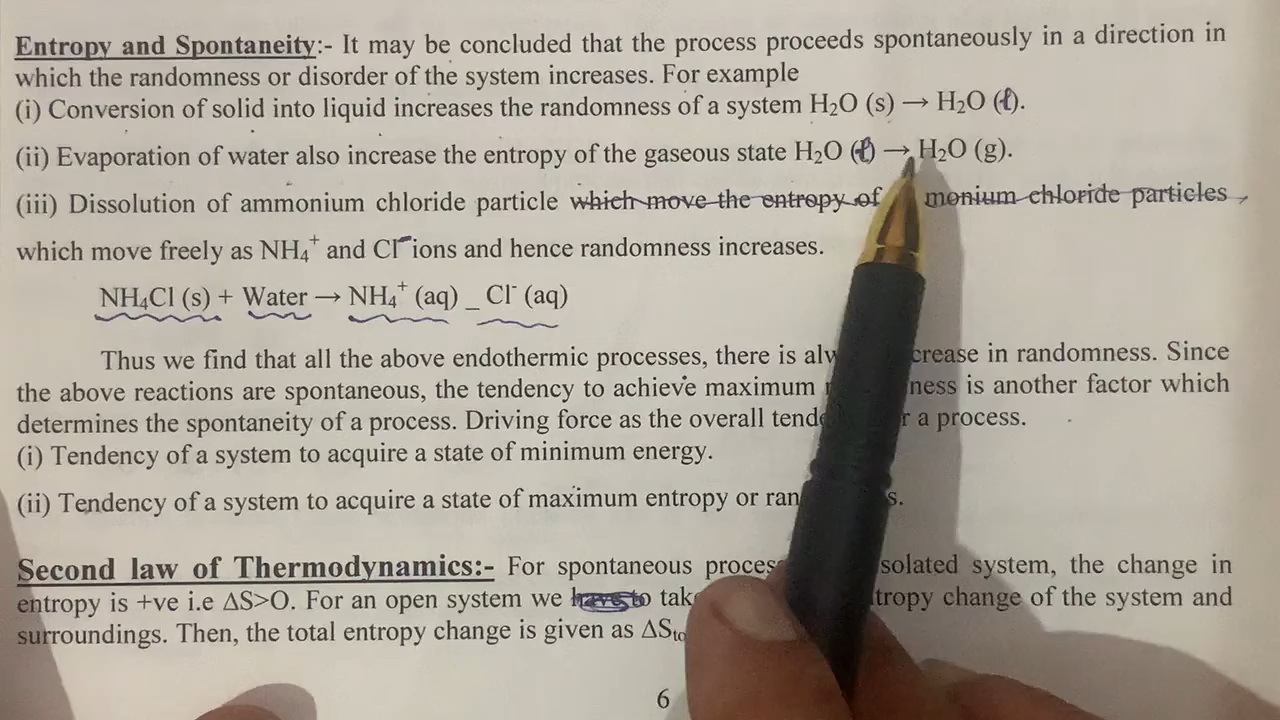 Entropy and Spontaneity:- It may be concluded that the process proceeds spontaneously in a direction in
which the randomness or disorder of the system increases. For example
(i) Conversion of solid into liquid increases the randomness of a system H₂O (s) → H₂O (ℓ).
(ii) Evaporation of water also increase the entropy of the gaseous state H₂O (ℓ) → H₂O (g).
(iii) Dissolution of ammonium chloride particle which move the entropy of monium chloride particles
which move freely as NH₄⁺ and Cl⁻ ions and hence randomness increases.
NH₄Cl (s) + Water → NH₄⁺ (aq) _ Cl⁻ (aq)
Thus we find that all the above endothermic processes, there is alw crease in randomness. Since
the above reactions are spontaneous, the tendency to achieve maximum ness is another factor which
determines the spontaneity of a process. Driving force as the overall tende r a process.
(i) Tendency of a system to acquire a state of minimum energy.
(ii) Tendency of a system to acquire a state of maximum entropy or ran s.
Second law of Thermodynamics:- For spontaneous process solated system, the change in
entropy is +ve i.e ΔS>O. For an open system we have to tak tropy change of the system and
surroundings. Then, the total entropy change is given as ΔSto
6